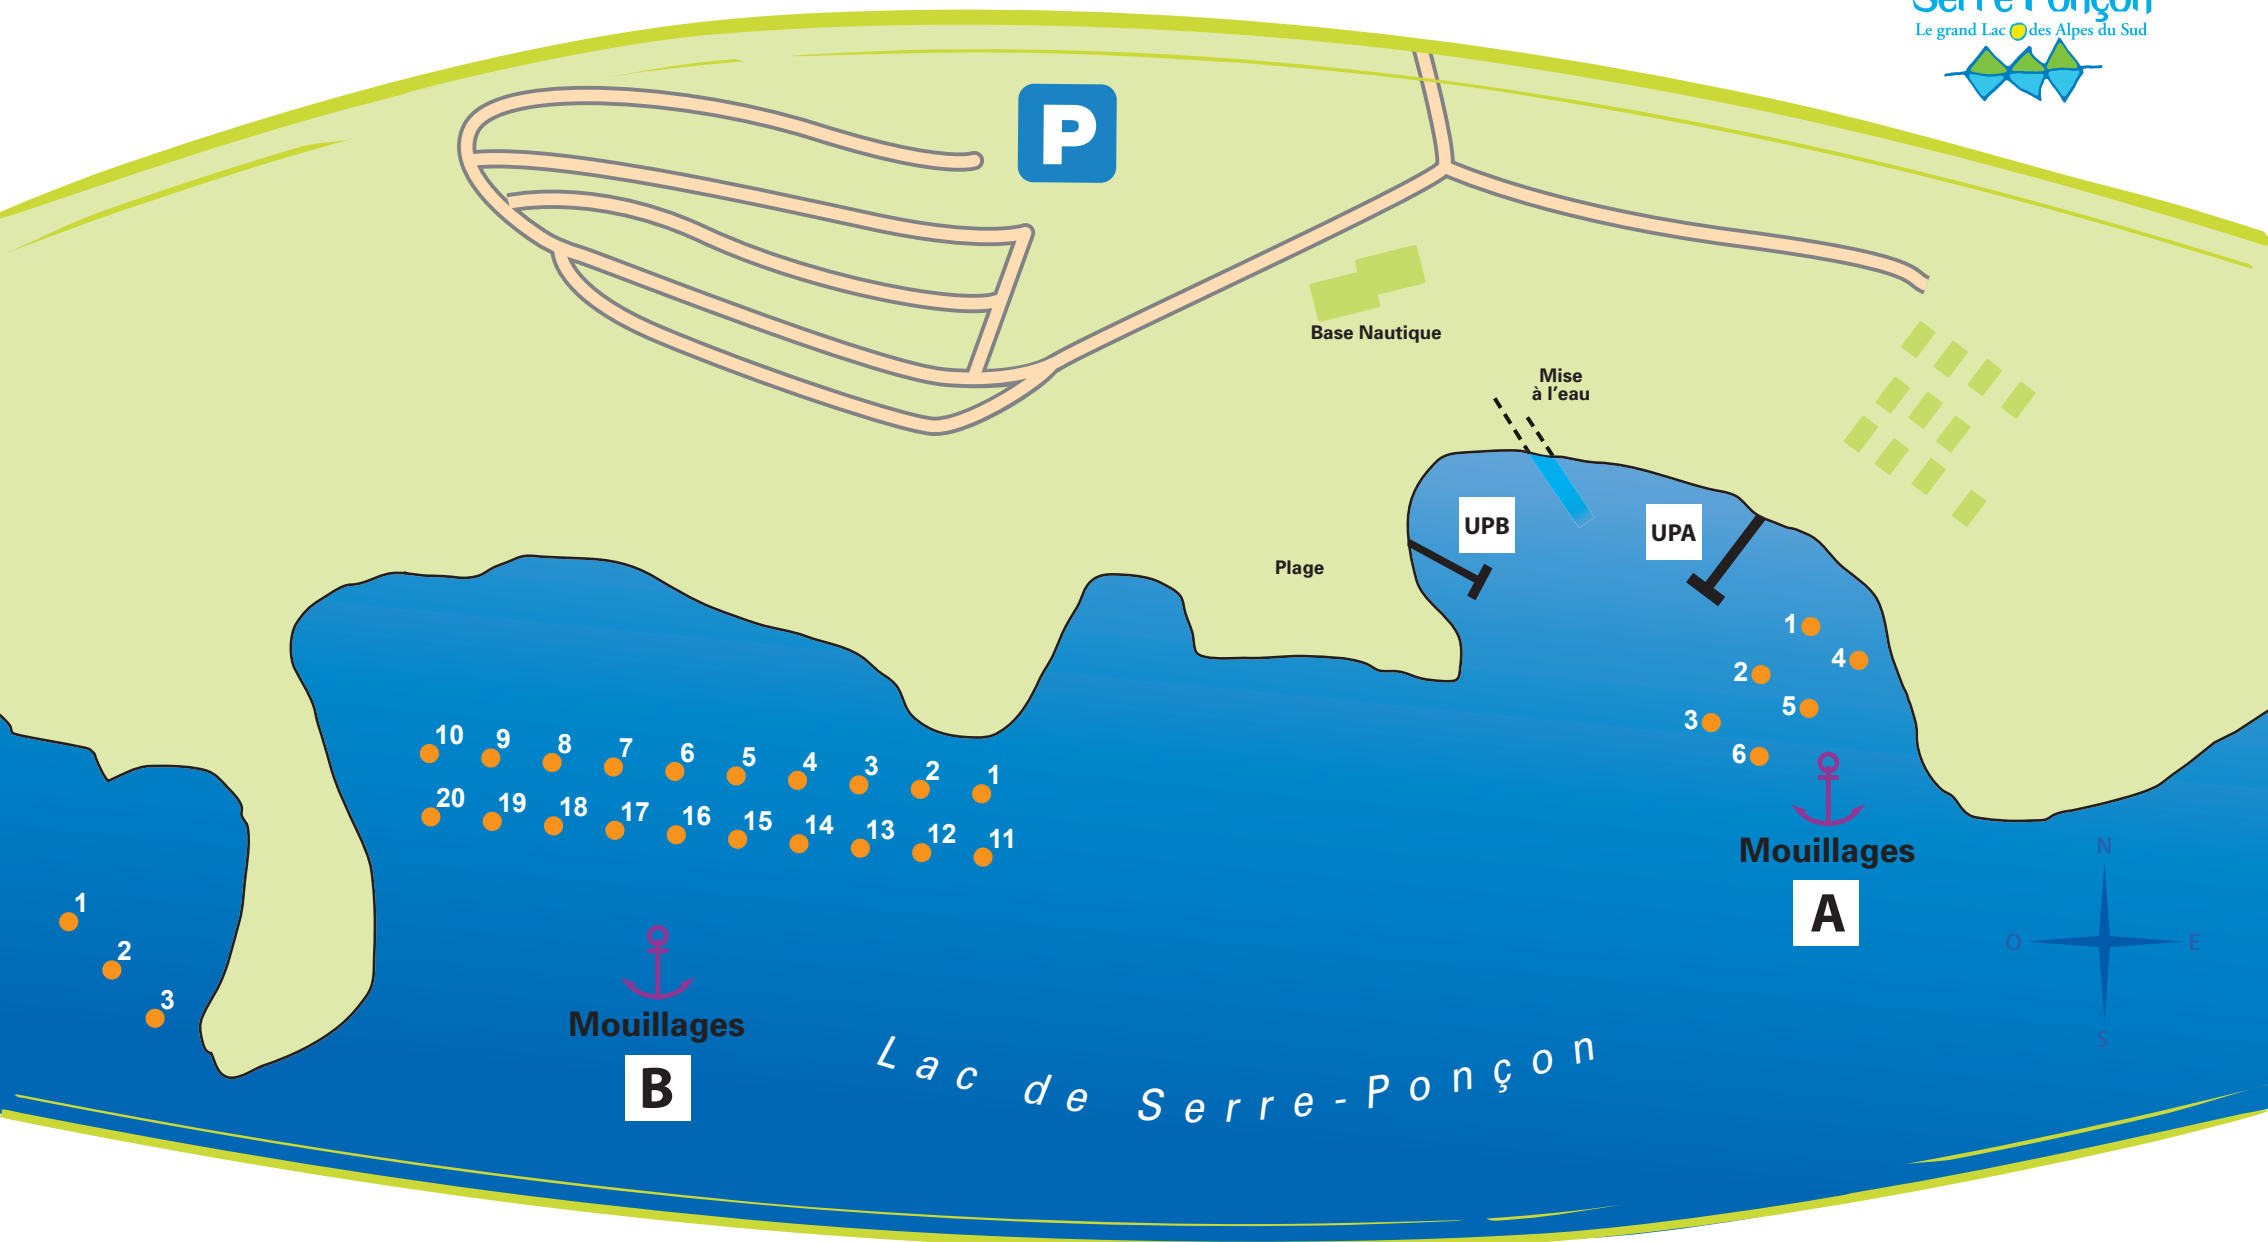 Serre Ponçon
Le grand Lac des Alpes du Sud
P
Base Nautique
Mise
à l'eau
UPB
UPA
Plage
1
4
2
5
3
6
Mouillages
A
10 9 8 7 6 5 4 3 2 1
20 19 18 17 16 15 14 13 12 11
1
2
3
Mouillages
B
N
O E
S
Lac de Serre-Ponçon